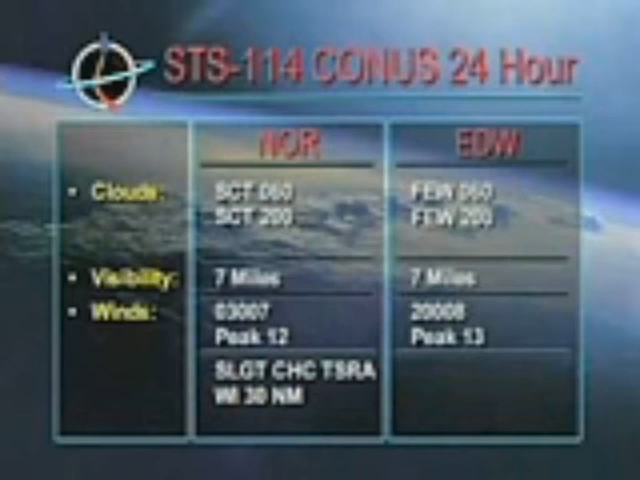 STS-114 CONUS 24 Hour
NOR
EDW
• Clouds:
SCT 060
SCT 200
FEW 060
FEW 200
• Visibility:
7 Miles
7 Miles
• Winds:
03007
Peak 12
20008
Peak 13
SLGT CHC TSRA
WI 30 NM